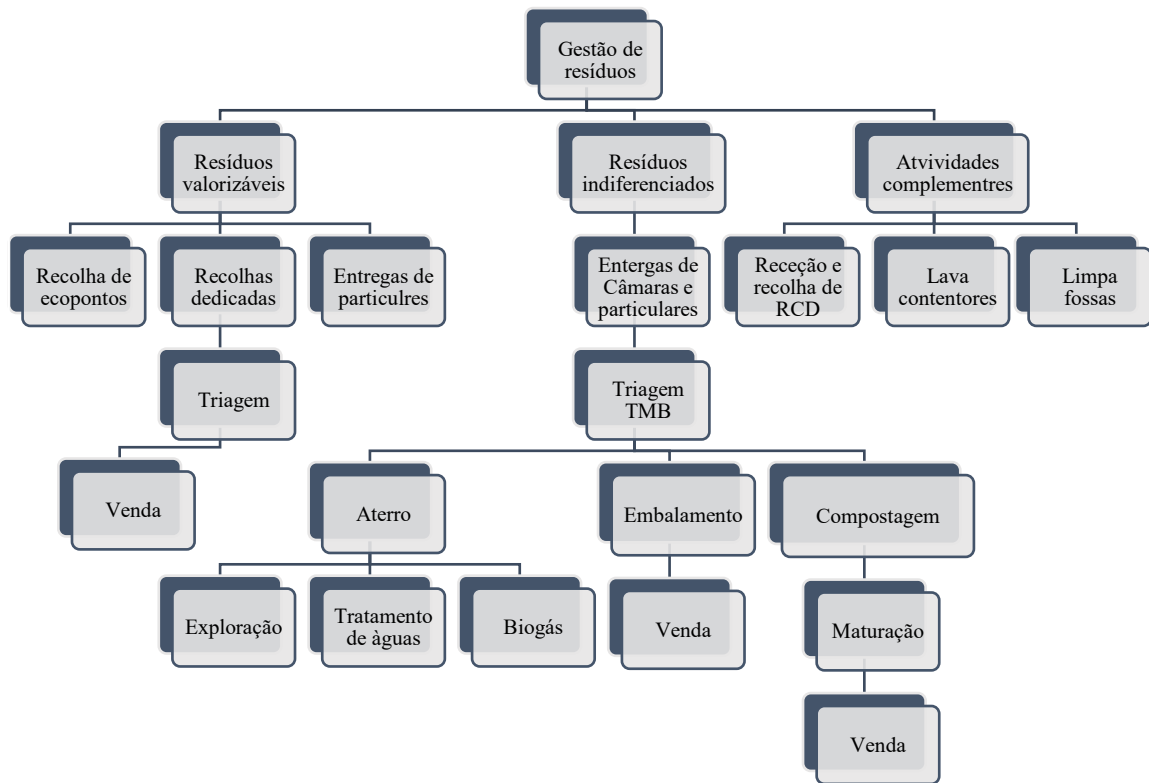 Gestão de
resíduos
Resíduos
valorizáveis
Resíduos
indiferenciados
Atvividades
complementres
Recolha de
ecopontos
Recolhas
dedicadas
Entregas de
particulres
Entergas de
Câmaras e
particulares
Receção e
recolha de
RCD
Lava
contentores
Limpa
fossas
Triagem
Triagem
TMB
Venda
Aterro
Embalamento
Compostagem
Exploração
Tratamento
de àguas
Biogás
Venda
Maturação
Venda